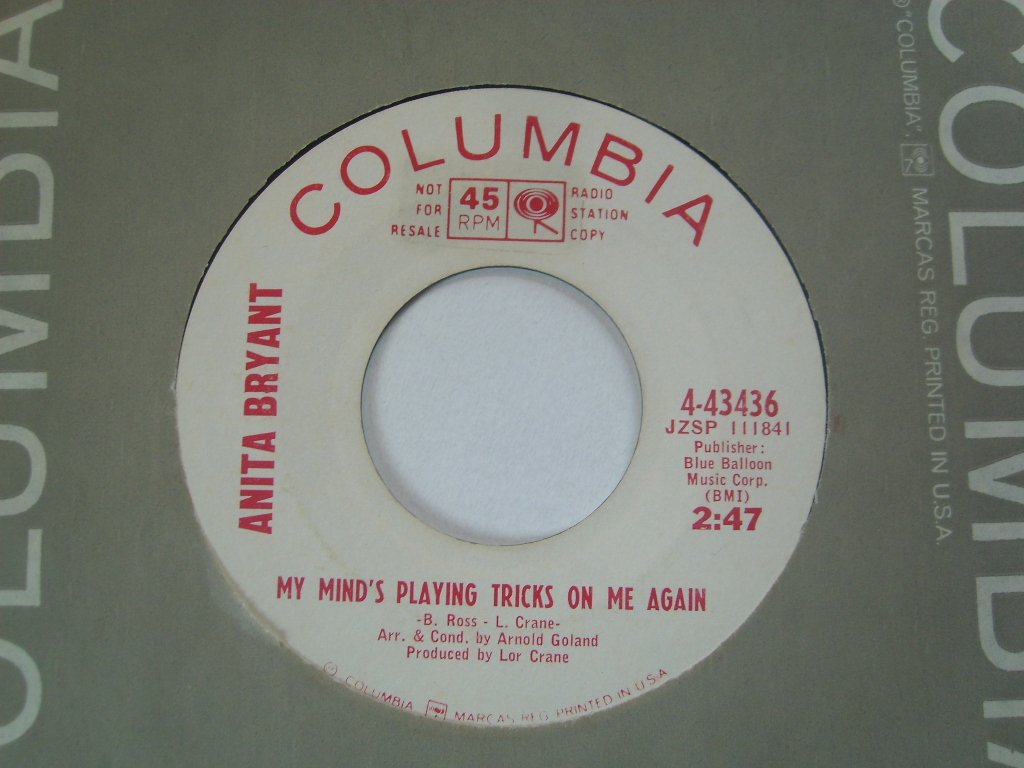 COLUMBIA
NOT FOR RESALE
45 RPM
RADIO STATION COPY
ANITA BRYANT
4-43436
JZSP 111841
Publisher:
Blue Balloon
Music Corp.
(BMI)
2:47
MY MIND'S PLAYING TRICKS ON ME AGAIN
-B. Ross - L. Crane-
Arr. & Cond. by Arnold Goland
Produced by Lor Crane
© COLUMBIA MARCAS REG. PRINTED IN U.S.A.
OLUMBIA
COLUMBIA
® "COLUMBIA", MARCAS REG. PRINTED IN U.S.A.